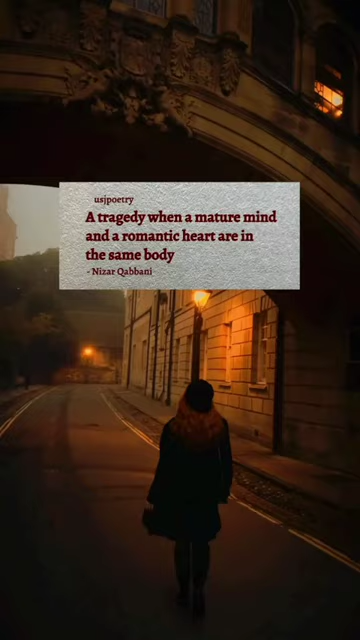 usjpoetry
A tragedy when a mature mind
and a romantic heart are in
the same body
- Nizar Qabbani